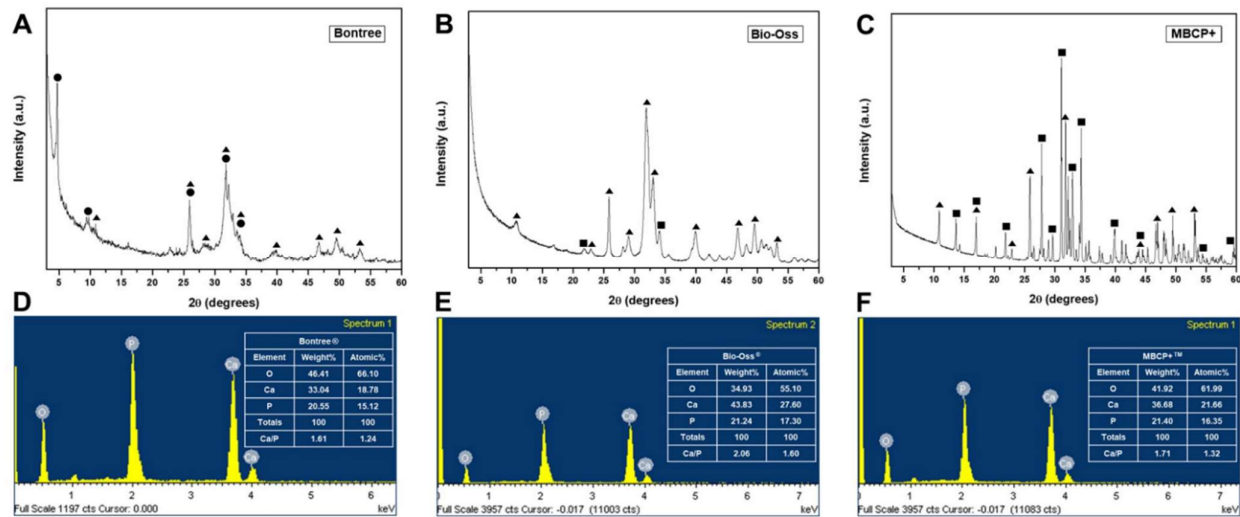 A
Bontree
Intensity (a.u.)
5 10 15 20 25 30 35 40 45 50 55 60
2θ (degrees)
B
Bio-Oss
Intensity (a.u.)
5 10 15 20 25 30 35 40 45 50 55 60
2θ (degrees)
C
MBCP+
Intensity (a.u.)
5 10 15 20 25 30 35 40 45 50 55 60
2θ (degrees)
D
Spectrum 1
Bontree®
Element Weight% Atomic%
O 46.41 66.10
Ca 33.04 18.78
P 20.55 15.12
Totals 100 100
Ca/P 1.61 1.24
O
P
Ca
Ca
0 1 2 3 4 5 6
Full Scale 1197 cts Cursor: 0.000 keV
E
Spectrum 2
Bio-Oss®
Element Weight% Atomic%
O 34.93 55.10
Ca 43.83 27.60
P 21.24 17.30
Totals 100 100
Ca/P 2.06 1.60
O
P
Ca
Ca
0 1 2 3 4 5 6 7
Full Scale 3957 cts Cursor: -0.017 (11003 cts) keV
F
Spectrum 1
MBCP+™
Element Weight% Atomic%
O 41.92 61.99
Ca 36.68 21.66
P 21.40 16.35
Totals 100 100
Ca/P 1.71 1.32
O
P
Ca
Ca
0 1 2 3 4 5 6 7
Full Scale 3957 cts Cursor: -0.017 (11083 cts) keV